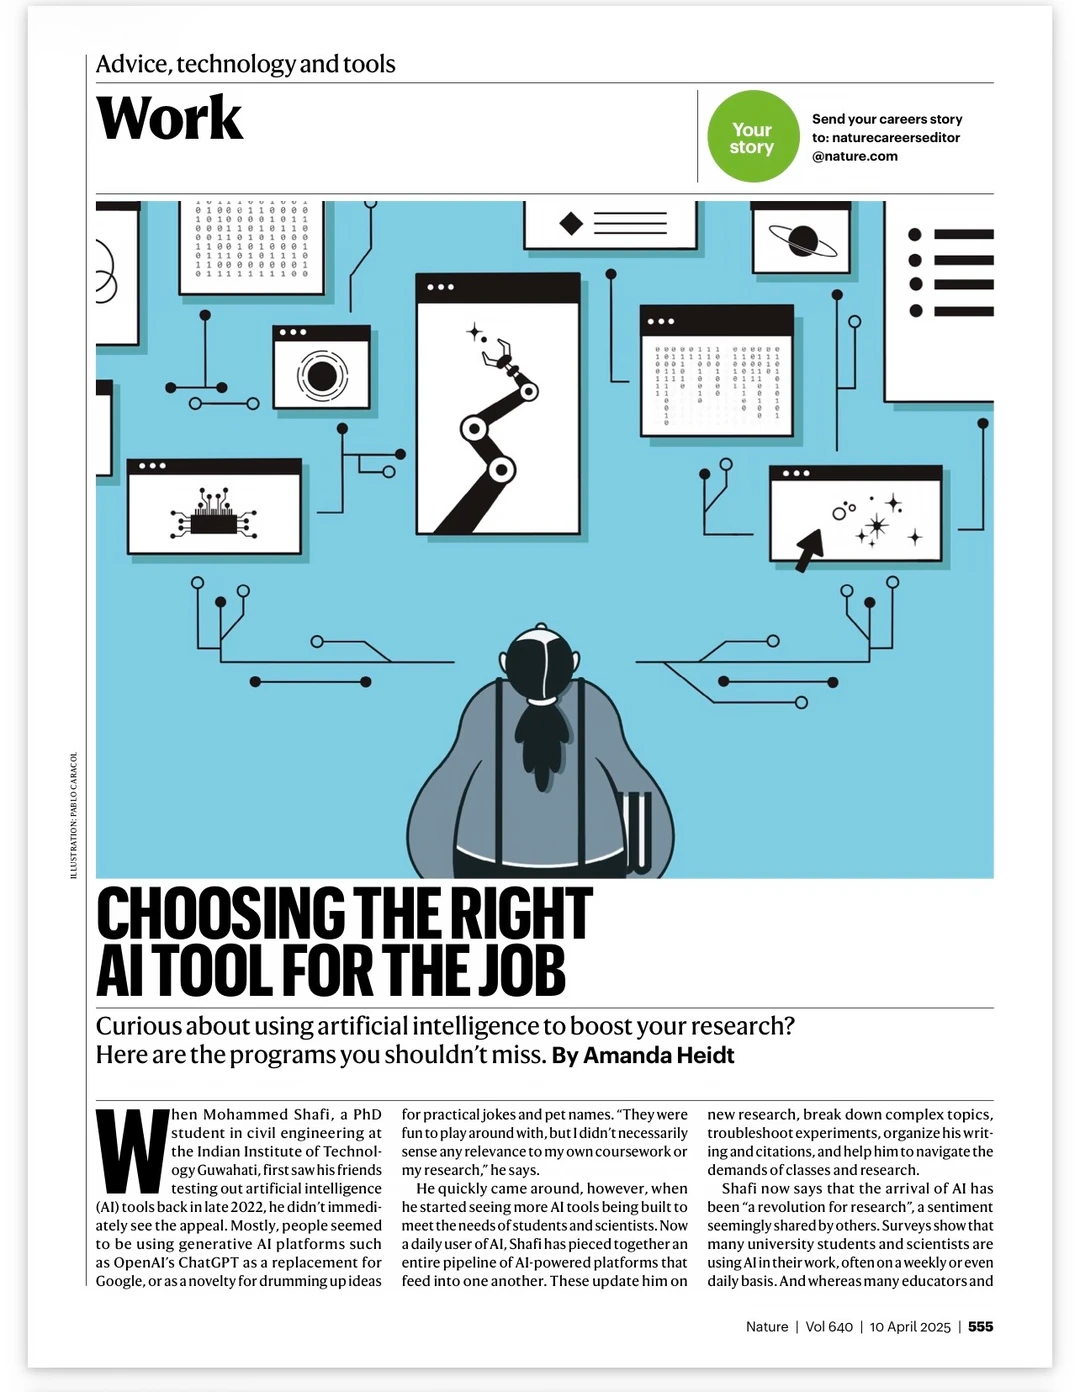 Advice, technology and tools
Work
Your
story
Send your careers story
to: naturecareerseditor
@nature.com
ILLUSTRATION: PABLO CARACOL
CHOOSING THE RIGHT
AI TOOL FOR THE JOB
Curious about using artificial intelligence to boost your research?
Here are the programs you shouldn’t miss. By Amanda Heidt
When Mohammed Shafi, a PhD
student in civil engineering at
the Indian Institute of Technol-
ogy Guwahati, first saw his friends
testing out artificial intelligence
(AI) tools back in late 2022, he didn’t immedi-
ately see the appeal. Mostly, people seemed
to be using generative AI platforms such
as OpenAI’s ChatGPT as a replacement for
Google, or as a novelty for drumming up ideas
for practical jokes and pet names. “They were
fun to play around with, but I didn’t necessarily
sense any relevance to my own coursework or
my research,” he says.
He quickly came around, however, when
he started seeing more AI tools being built to
meet the needs of students and scientists. Now
a daily user of AI, Shafi has pieced together an
entire pipeline of AI-powered platforms that
feed into one another. These update him on
new research, break down complex topics,
troubleshoot experiments, organize his writ-
ing and citations, and help him to navigate the
demands of classes and research.
Shafi now says that the arrival of AI has
been “a revolution for research”, a sentiment
seemingly shared by others. Surveys show that
many university students and scientists are
using AI in their work, often on a weekly or even
daily basis. And whereas many educators and
Nature | Vol 640 | 10 April 2025 | 555